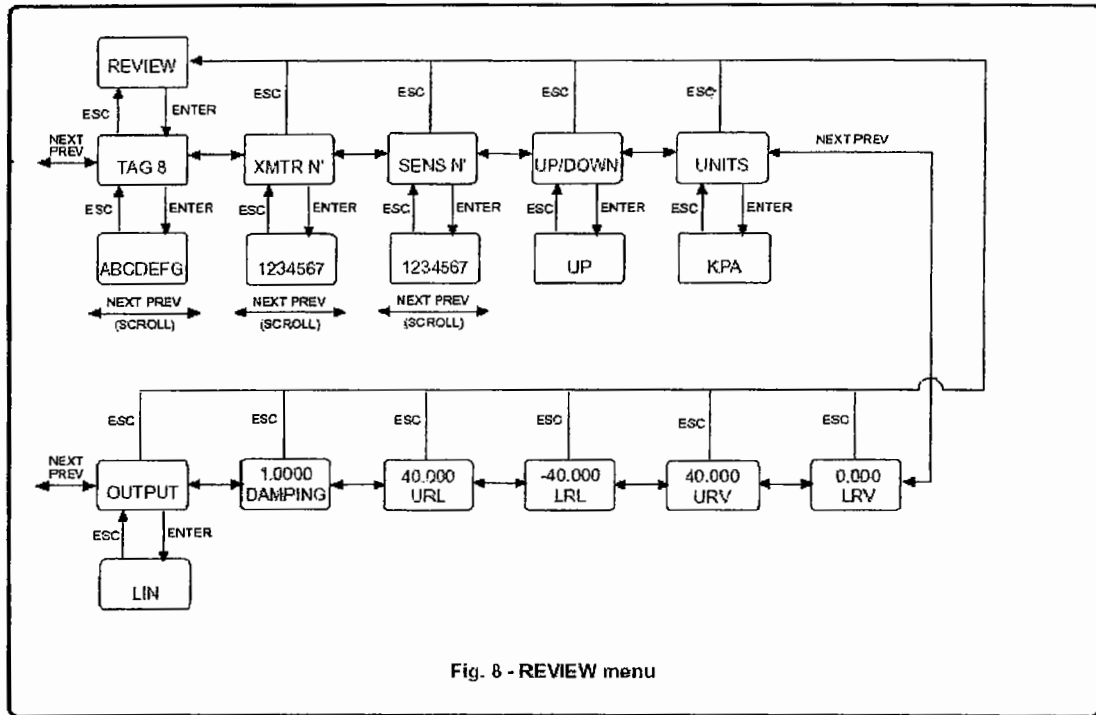 REVIEW
ESC
ENTER
ESC
ESC
ESC
ESC
NEXT
PREV
TAG 8
XMTR N'
SENS N'
UP/DOWN
UNITS
NEXT PREV
ESC
ENTER
ESC
ENTER
ESC
ENTER
ESC
ENTER
ESC
ENTER
ABCDEFG
1234567
1234567
UP
KPA
NEXT PREV
(SCROLL)
NEXT PREV
(SCROLL)
NEXT PREV
(SCROLL)
ESC
ESC
ESC
ESC
ESC
ESC
NEXT
PREV
OUTPUT
1.0000
DAMPING
40.000
URL
-40.000
LRL
40.000
URV
0.000
LRV
ESC
ENTER
LIN
Fig. 8 - REVIEW menu